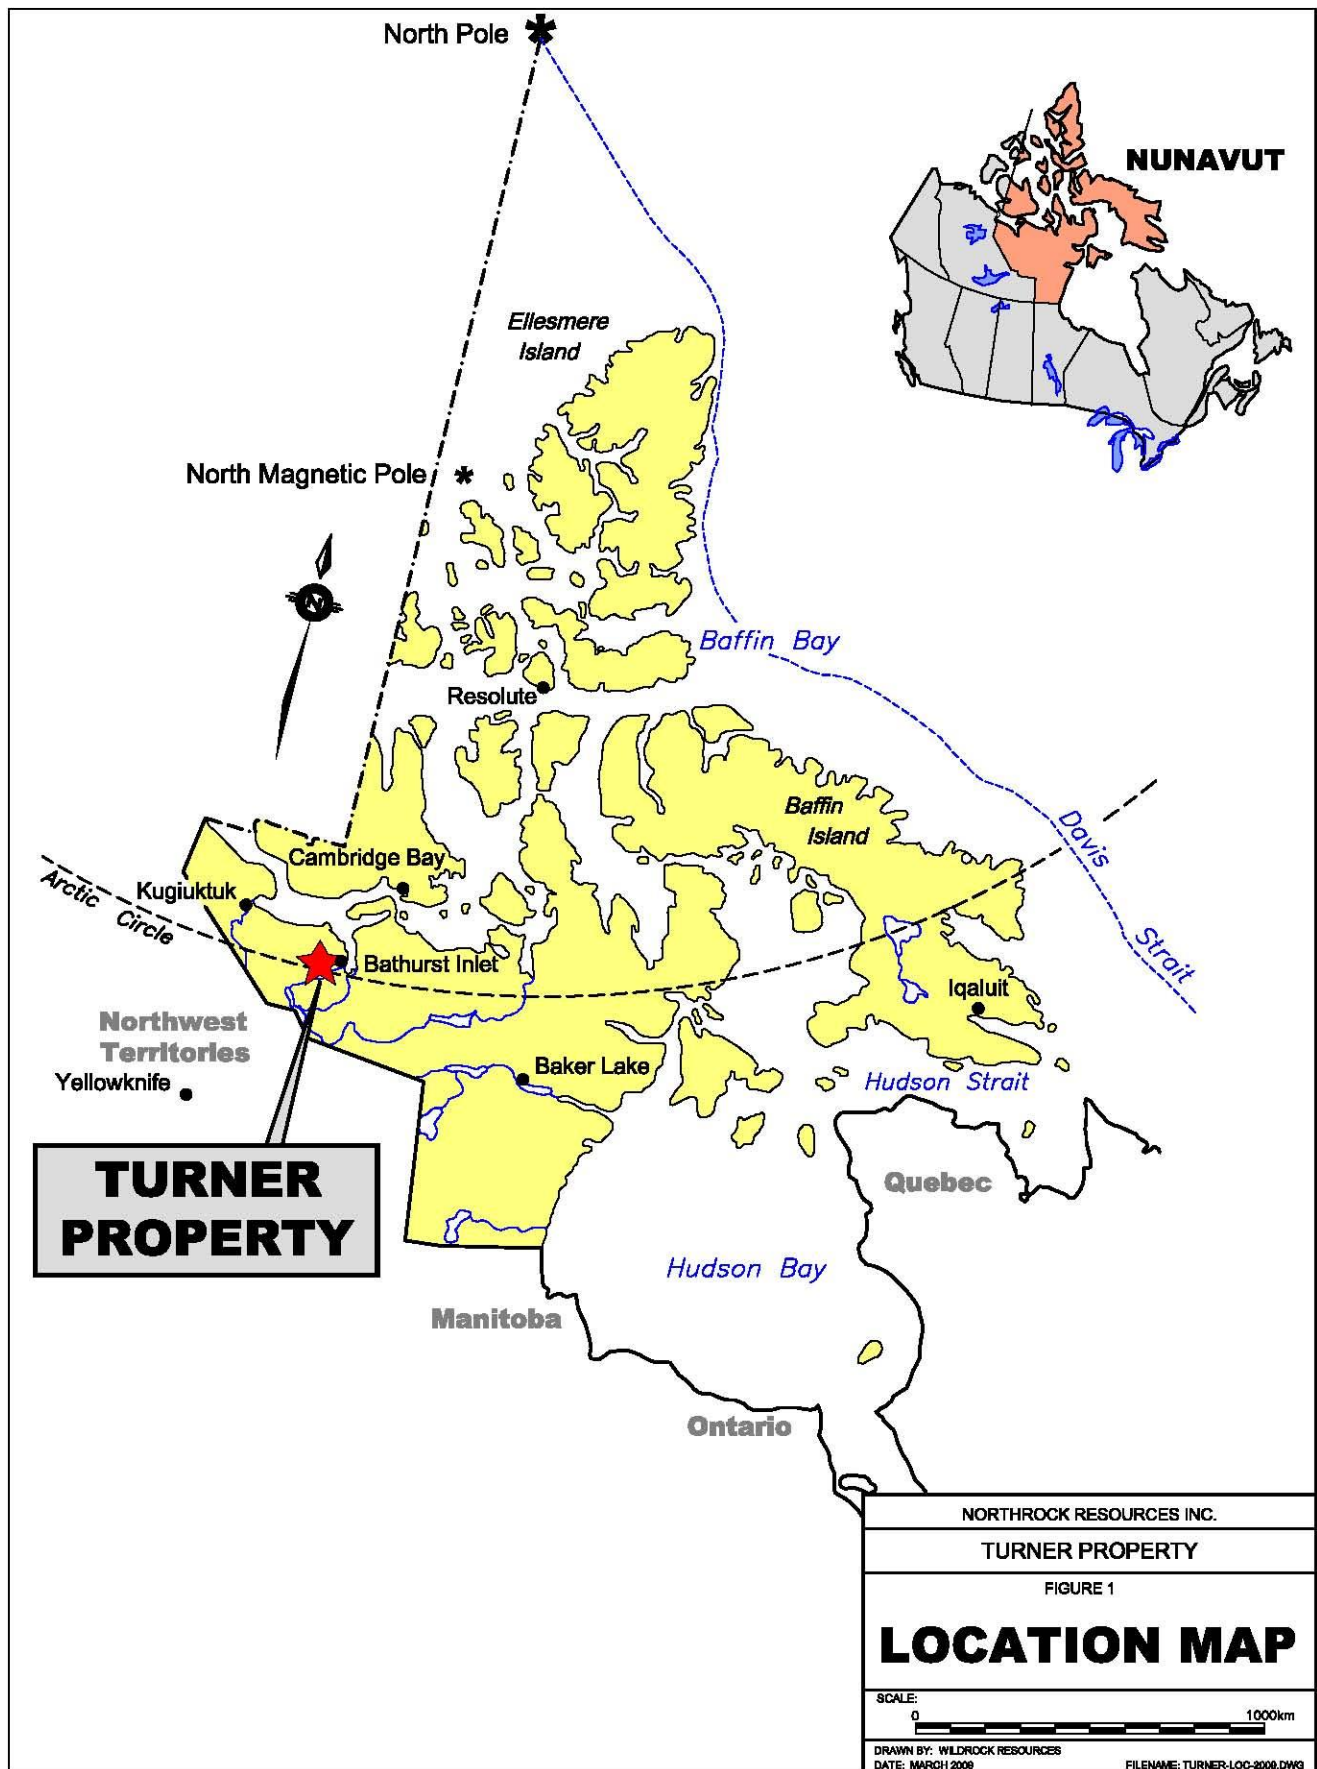 North Pole
NUNAVUT
Ellesmere
Island
North Magnetic Pole
N
Baffin Bay
Resolute
Baffin
Island
Davis
Strait
Cambridge Bay
Kugiuktuk
Arctic Circle
Bathurst Inlet
Iqaluit
Northwest
Territories
Yellowknife
Baker Lake
Hudson Strait
TURNER
PROPERTY
Quebec
Hudson Bay
Manitoba
Ontario
NORTHROCK RESOURCES INC.
TURNER PROPERTY
FIGURE 1
LOCATION MAP
SCALE:
0 1000km
DRAWN BY: WILDROCK RESOURCES
DATE: MARCH 2009 FILENAME: TURNER-LOC-2009.DWG